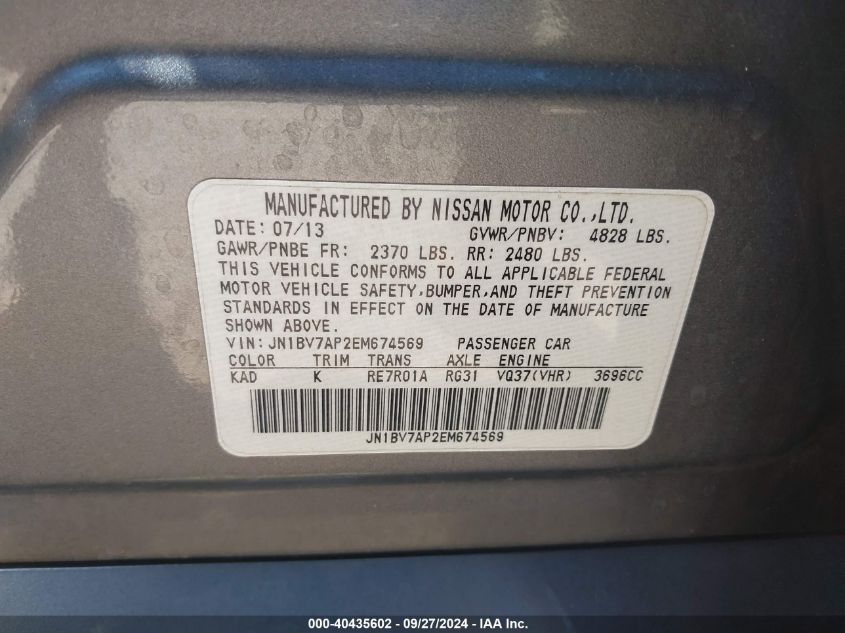 MANUFACTURED BY NISSAN MOTOR CO.,LTD.
DATE: 07/13 GVWR/PNBV: 4828 LBS.
GAWR/PNBE FR: 2370 LBS. RR: 2480 LBS.
THIS VEHICLE CONFORMS TO ALL APPLICABLE FEDERAL
MOTOR VEHICLE SAFETY,BUMPER,AND THEFT PREVENTION
STANDARDS IN EFFECT ON THE DATE OF MANUFACTURE
SHOWN ABOVE.
VIN: JN1BV7AP2EM674569 PASSENGER CAR
COLOR TRIM TRANS AXLE ENGINE
KAD K RE7R01A RG31 VQ37(VHR) 3696CC
JN1BV7AP2EM674569
000-40435602 - 09/27/2024 - IAA Inc.